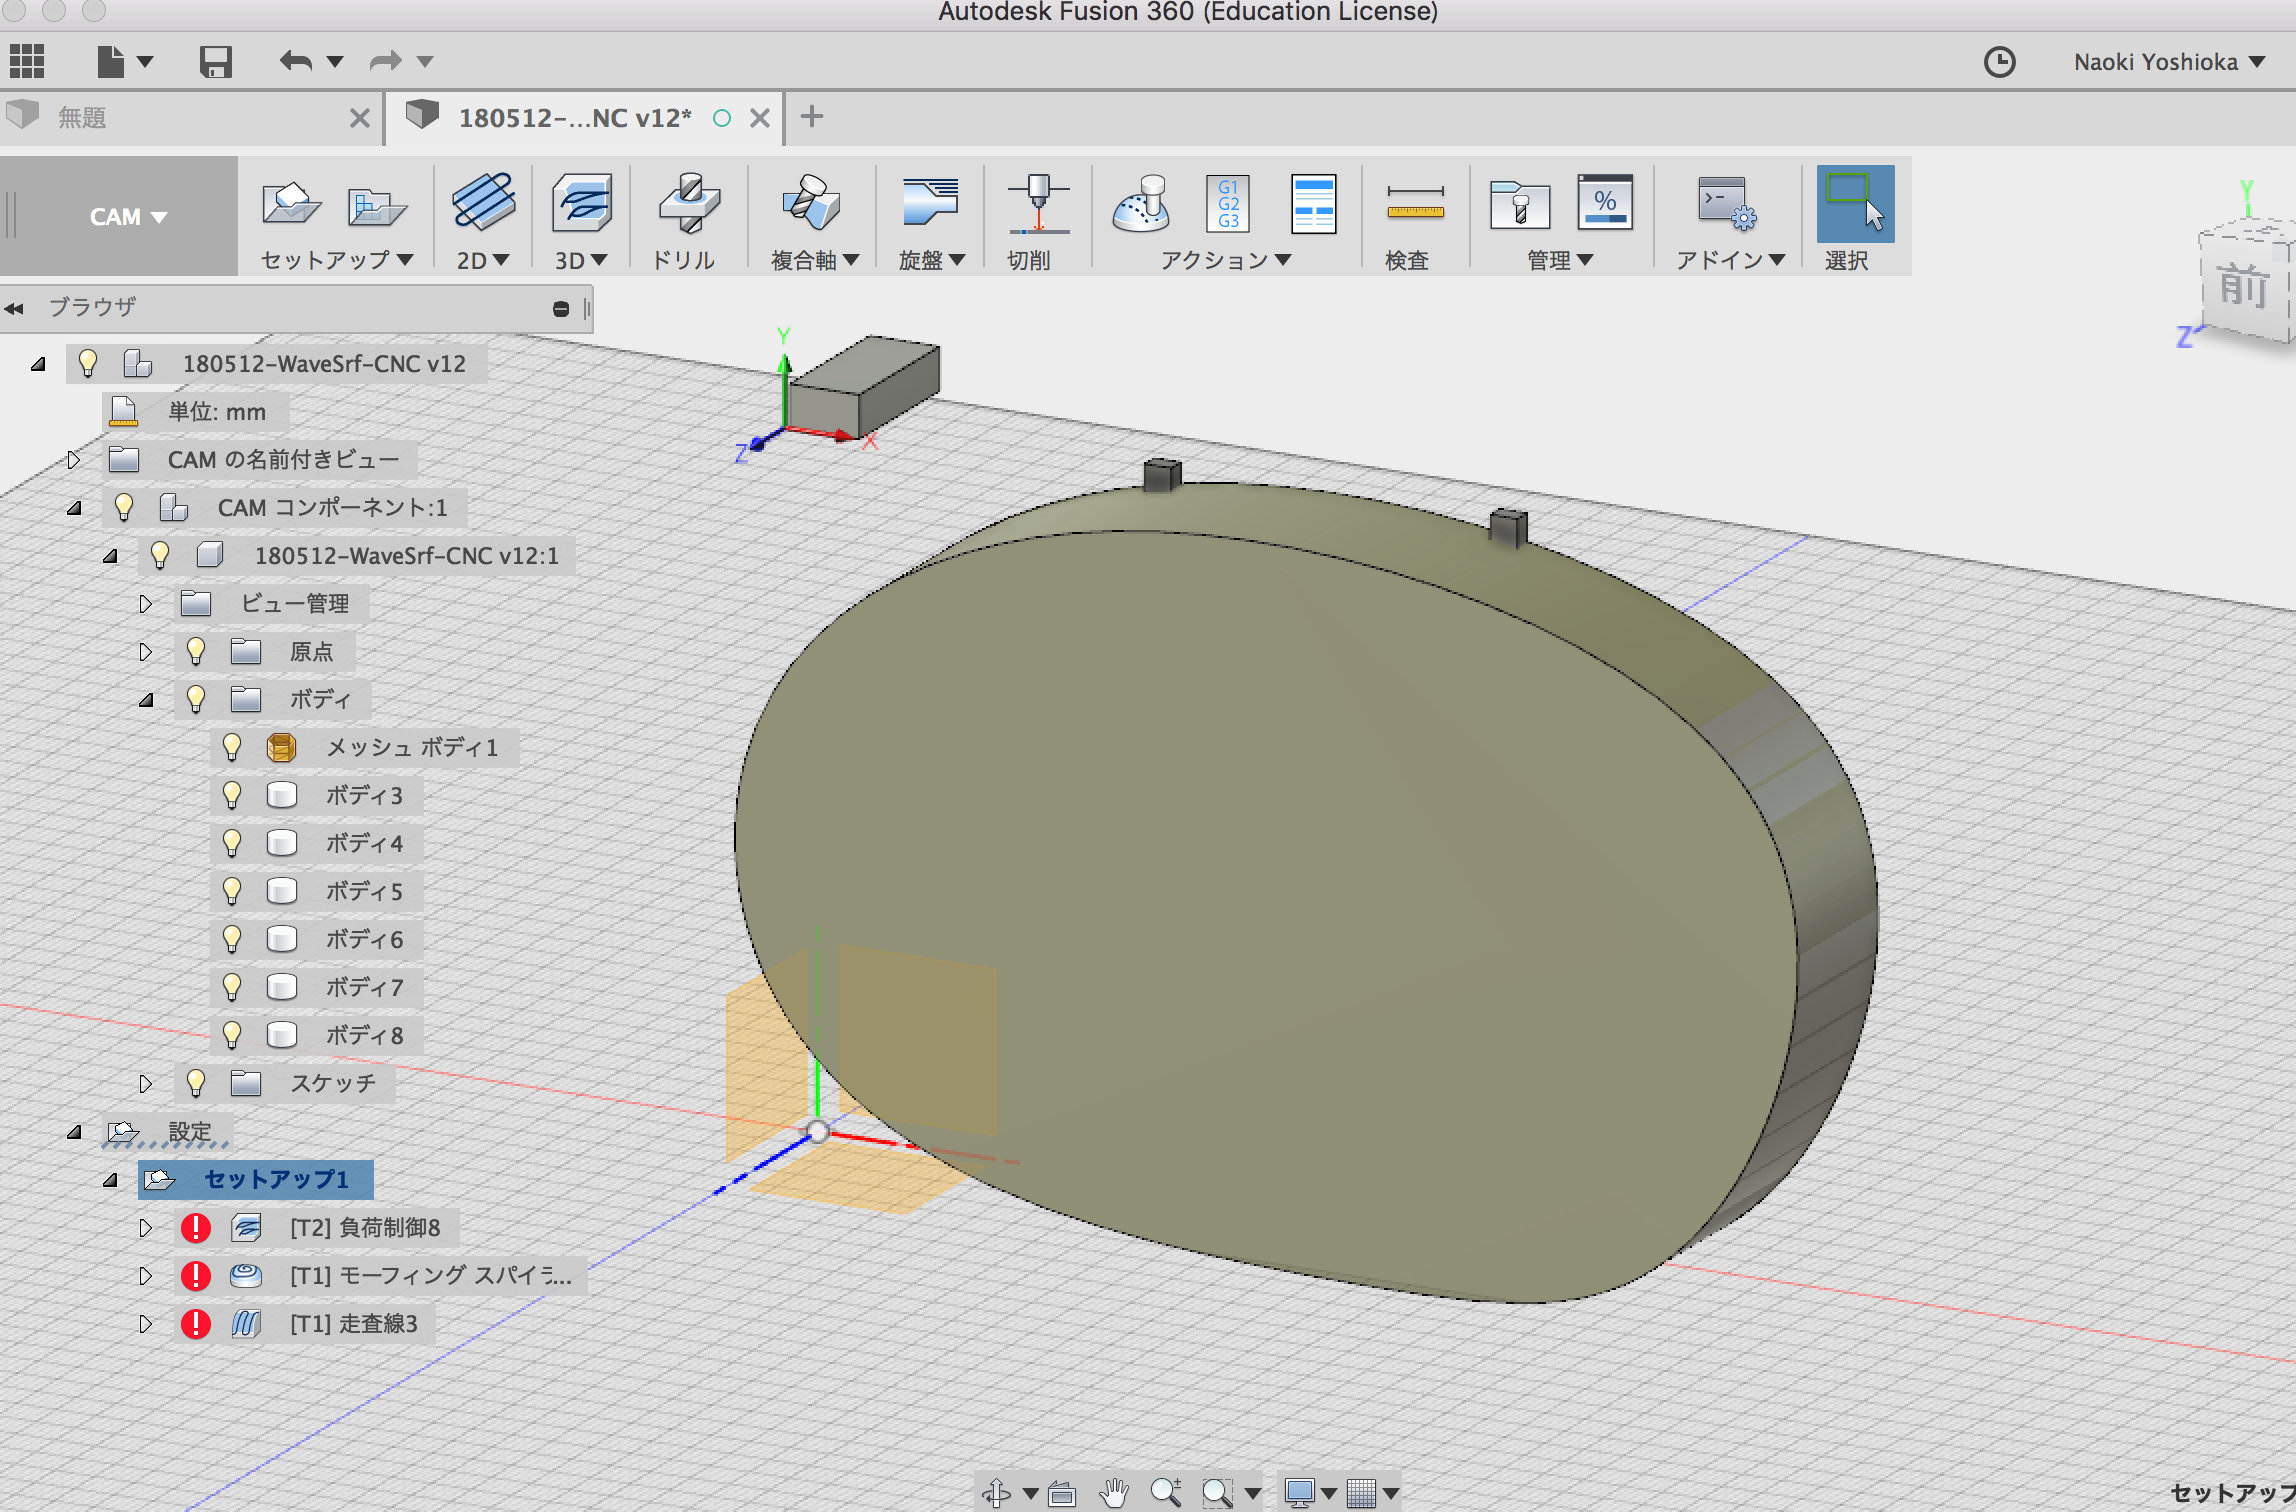 Autodesk Fusion 360 (Education License)
Naoki Yoshioka
無題
180512-...NC v12*
CAM
セットアップ
2D
3D
ドリル
複合軸
旋盤
切削
G1
G2
G3
アクション
検査
%
管理
アドイン
選択
ブラウザ
Y
前
Z
Y
Z
X
180512-WaveSrf-CNC v12
単位: mm
CAM の名前付きビュー
CAM コンポーネント:1
180512-WaveSrf-CNC v12:1
ビュー管理
原点
ボディ
メッシュ ボディ1
ボディ3
ボディ4
ボディ5
ボディ6
ボディ7
ボディ8
スケッチ
設定
セットアップ1
[T2] 負荷制御8
[T1] モーフィング スパイラ...
[T1] 走査線3
セットアップ